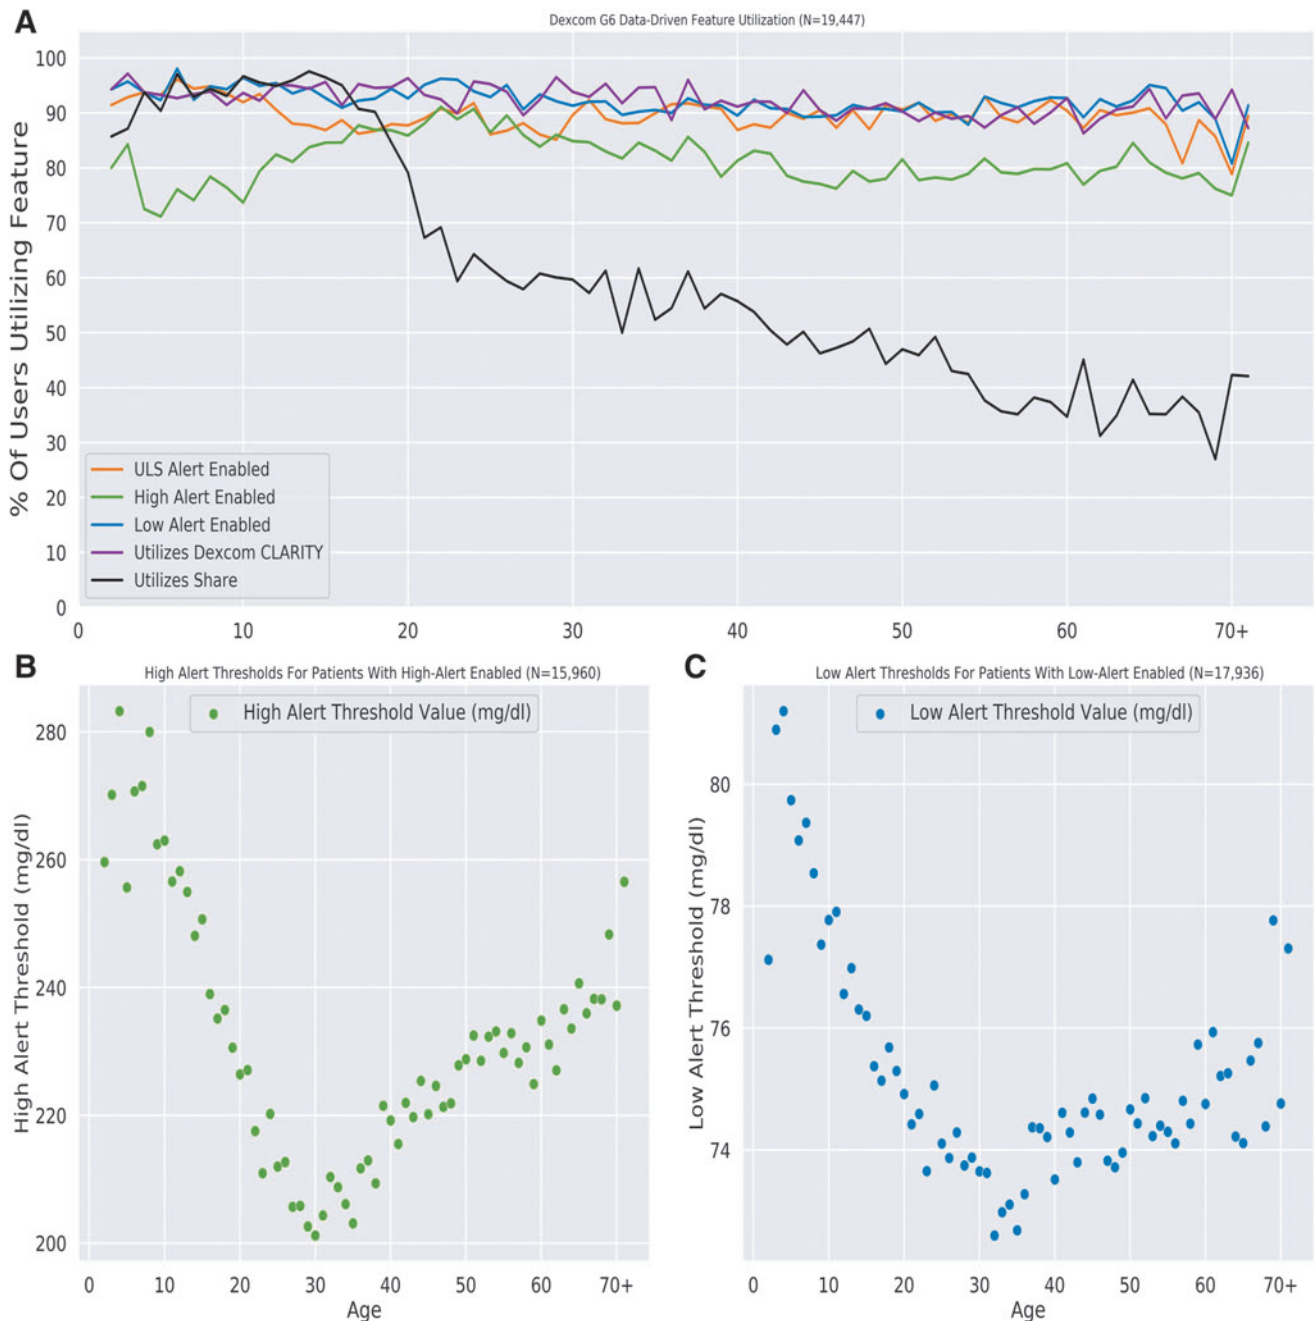 A
Dexcom G6 Data-Driven Feature Utilization (N=19,447)
% Of Users Utilizing Feature
100
90
80
70
60
50
40
30
20
10
0
ULS Alert Enabled
High Alert Enabled
Low Alert Enabled
Utilizes Dexcom CLARITY
Utilizes Share
0 10 20 30 40 50 60 70+
B
High Alert Thresholds For Patients With High-Alert Enabled (N=15,960)
High Alert Threshold Value (mg/dl)
High Alert Threshold (mg/dl)
280
260
240
220
200
0 10 20 30 40 50 60 70+
Age
C
Low Alert Thresholds For Patients With Low-Alert Enabled (N=17,936)
Low Alert Threshold Value (mg/dl)
Low Alert Threshold (mg/dl)
80
78
76
74
0 10 20 30 40 50 60 70+
Age